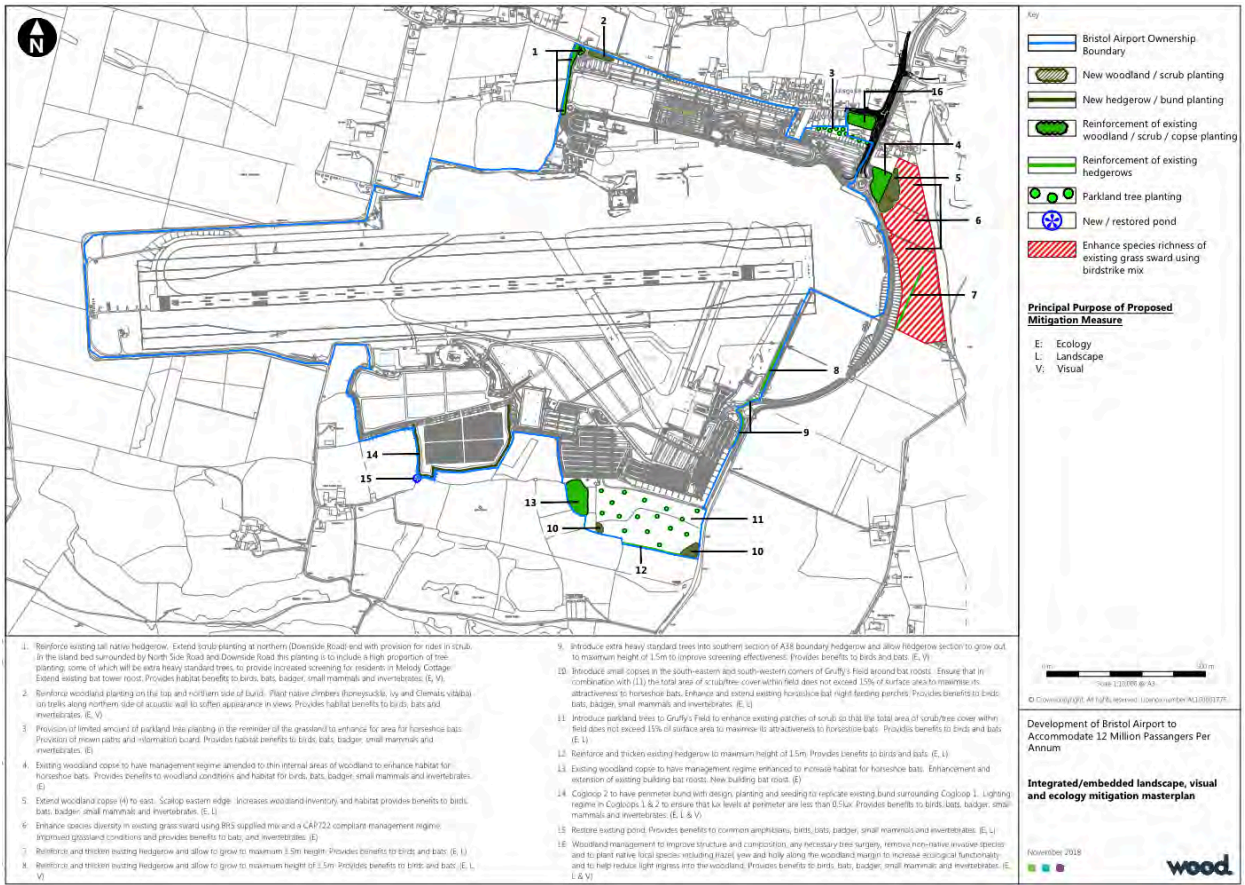 N
1
2
3
16
4
5
6
7
8
9
14
15
13
10
11
10
12
Key
Bristol Airport Ownership
Boundary
New woodland / scrub planting
New hedgerow / bund planting
Reinforcement of existing
woodland / scrub / copse planting
Reinforcement of existing
hedgerows
Parkland tree planting
New / restored pond
Enhance species richness of
existing grass sward using
birdstrike mix
Principal Purpose of Proposed
Mitigation Measure
E: Ecology
L: Landscape
V: Visual
1. Reinforce existing tall native hedgerow. Extend scrub planting at northern (Downside Road) end with provision for rides in scrub.
In the island bed surrounded by North Side Road and Downside Road this planting is to include a high proportion of tree
planting, some of which will be extra heavy standard trees, to provide increased screening for residents in Melody Cottage.
Extend existing bat tower roost. Provides habitat benefits to birds, bats, badger, small mammals and invertebrates. (E, V)
2. Reinforce woodland planting on the top and northern side of bund. Plant native climbers (honeysuckle, Ivy and Clematis vitalba)
on trellis along northern side of acoustic wall to soften appearance in views. Provides habitat benefits to birds, bats and
invertebrates. (E, V)
3. Provision of limited amount of parkland tree planting in the reminder of the grassland to enhance for area for horseshoe bats.
Provision of mown paths and information board. Provides habitat benefits to birds, bats, badger, small mammals and
invertebrates. (E)
4. Existing woodland copse to have management regime amended to thin internal areas of woodland to enhance habitat for
horseshoe bats. Provides benefits to woodland conditions and habitat for birds, bats, badger, small mammals and invertebrates.
(E)
5. Extend woodland copse (4) to east. Scallop eastern edge. Increases woodland inventory and habitat provides benefits to birds,
bats, badger, small mammals and invertebrates. (E, L)
6. Enhance species diversity in existing grass sward using BRS supplied mix and a CAP722 compliant management regime.
Improved grassland conditions and provides benefits to bats, and invertebrates. (E)
7. Reinforce and thicken existing hedgerow and allow to grow to maximum 1.5m height. Provides benefits to birds and bats. (E, L)
8. Reinforce and thicken existing hedgerow and allow to grow to maximum height of 1.5m. Provides benefits to birds and bats. (E, L,
V)
9. Introduce extra heavy standard trees into southern section of A38 boundary hedgerow and allow hedgerow section to grow out
to maximum height of 1.5m to improve screening effectiveness. Provides benefits to birds and bats. (E, V)
10. Introduce small copses in the south-eastern and south-western corners of Gruffy's Field around bat roosts. Ensure that in
combination with (11) the total area of scrub/tree cover within field does not exceed 15% of surface area to maximise its
attractiveness to horseshoe bats. Enhance and extend existing horseshoe bat night feeding perches. Provides benefits to birds,
bats, badger, small mammals and invertebrates. (E, L)
11. Introduce parkland trees to Gruffy's Field to enhance existing patches of scrub so that the total area of scrub/tree cover within
field does not exceed 15% of surface area to maximise its attractiveness to horseshoe bats. Provides benefits to birds and bats.
(E, L)
12. Reinforce and thicken existing hedgerow to maximum height of 1.5m. Provides benefits to birds and bats. (E, L)
13. Existing woodland copse to have management regime enhanced to increase habitat for horseshoe bats. Enhancement and
extension of existing building bat roosts. New building bat roost. (E)
14. Cogloop 2 to have perimeter bund with design, planting and seeding to replicate existing bund surrounding Cogloop 1. Lighting
regime in Cogloops 1 & 2 to ensure that lux levels at perimeter are less than 0.5lux. Provides benefits to birds, bats, badger, small
mammals and invertebrates. (E, L & V)
15. Restore existing pond. Provides benefits to common amphibians, birds, bats, badger, small mammals and invertebrates. (E, L)
16. Woodland management to improve structure and composition, any necessary tree surgery, remove non-native invasive species
and to plant native local species including hazel, yew and holly along the woodland margin to increase ecological functionality
and to help reduce light ingress into the woodland. Provides benefits to birds, bats, badger, small mammals and invertebrates. (E,
L & V)
0 m 500 m
Scale 1:10,000 @ A3
© Crown copyright. All rights reserved. Licence number
Development of Bristol Airport to
Accommodate 12 Million Passengers Per
Annum
Integrated/embedded landscape, visual
and ecology mitigation masterplan
November 2018
wood.